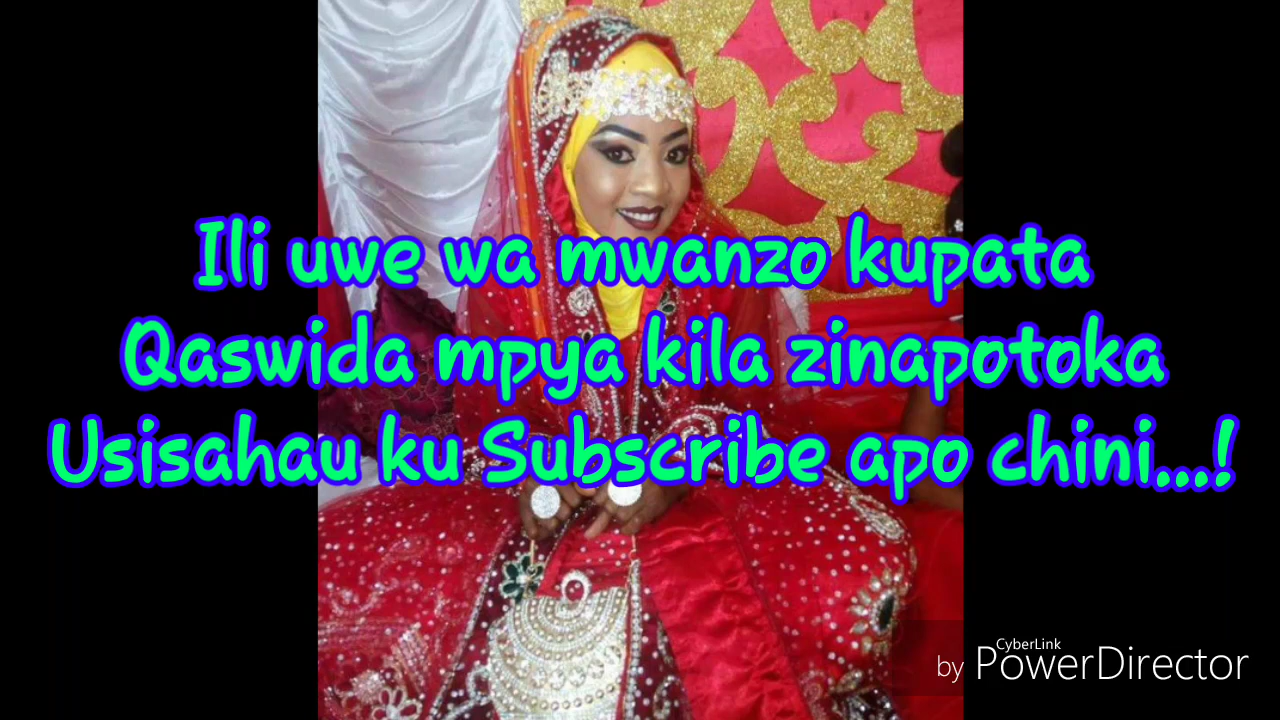 Ili uwe wa mwanzo kupata
Qaswida mpya kila zinapotoka
Usisahau ku Subscribe apo chini...!
CyberLink
by PowerDirector